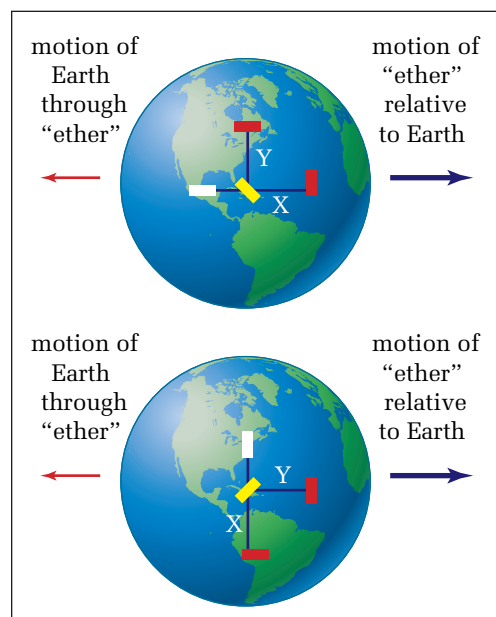 motion of
Earth
through
“ether”
motion of
“ether”
relative
to Earth
Y
X
motion of
Earth
through
“ether”
motion of
“ether”
relative
to Earth
Y
X